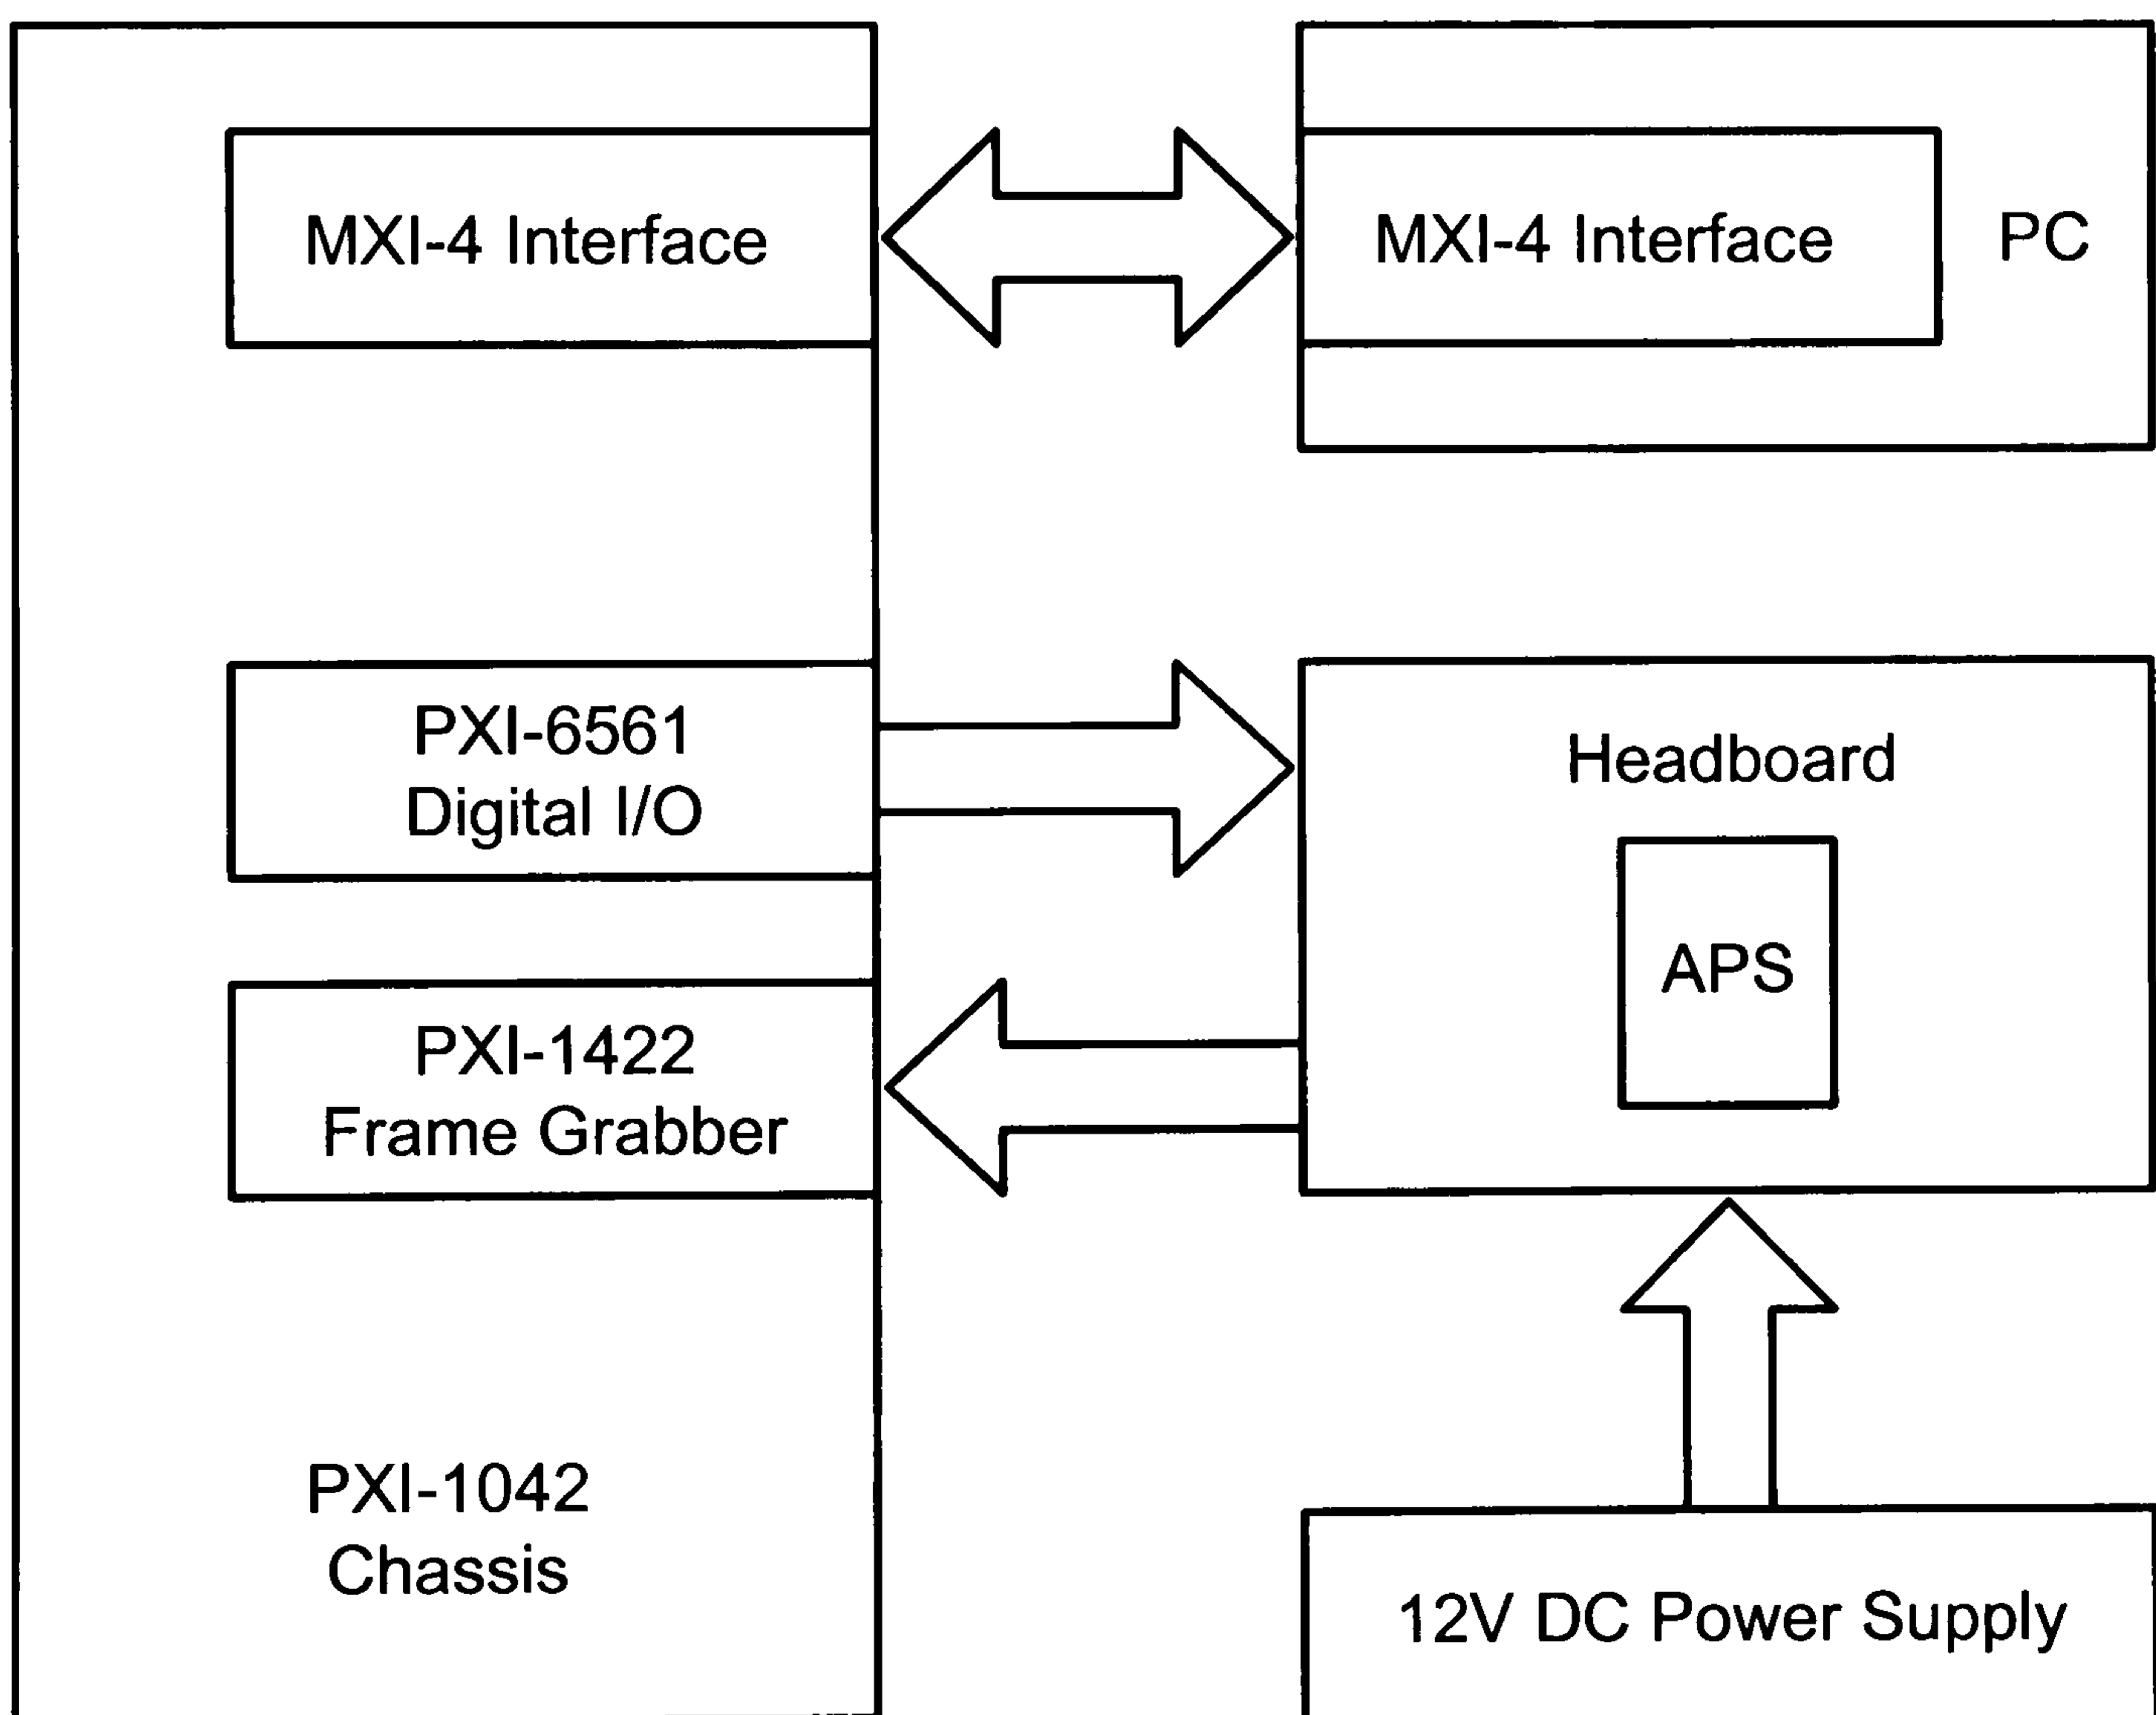 MXI-4 Interface
MXI-4 Interface
PC
PXI-6561
Digital I/O
Headboard
APS
PXI-1422
Frame Grabber
PXI-1042
Chassis
12V DC Power Supply